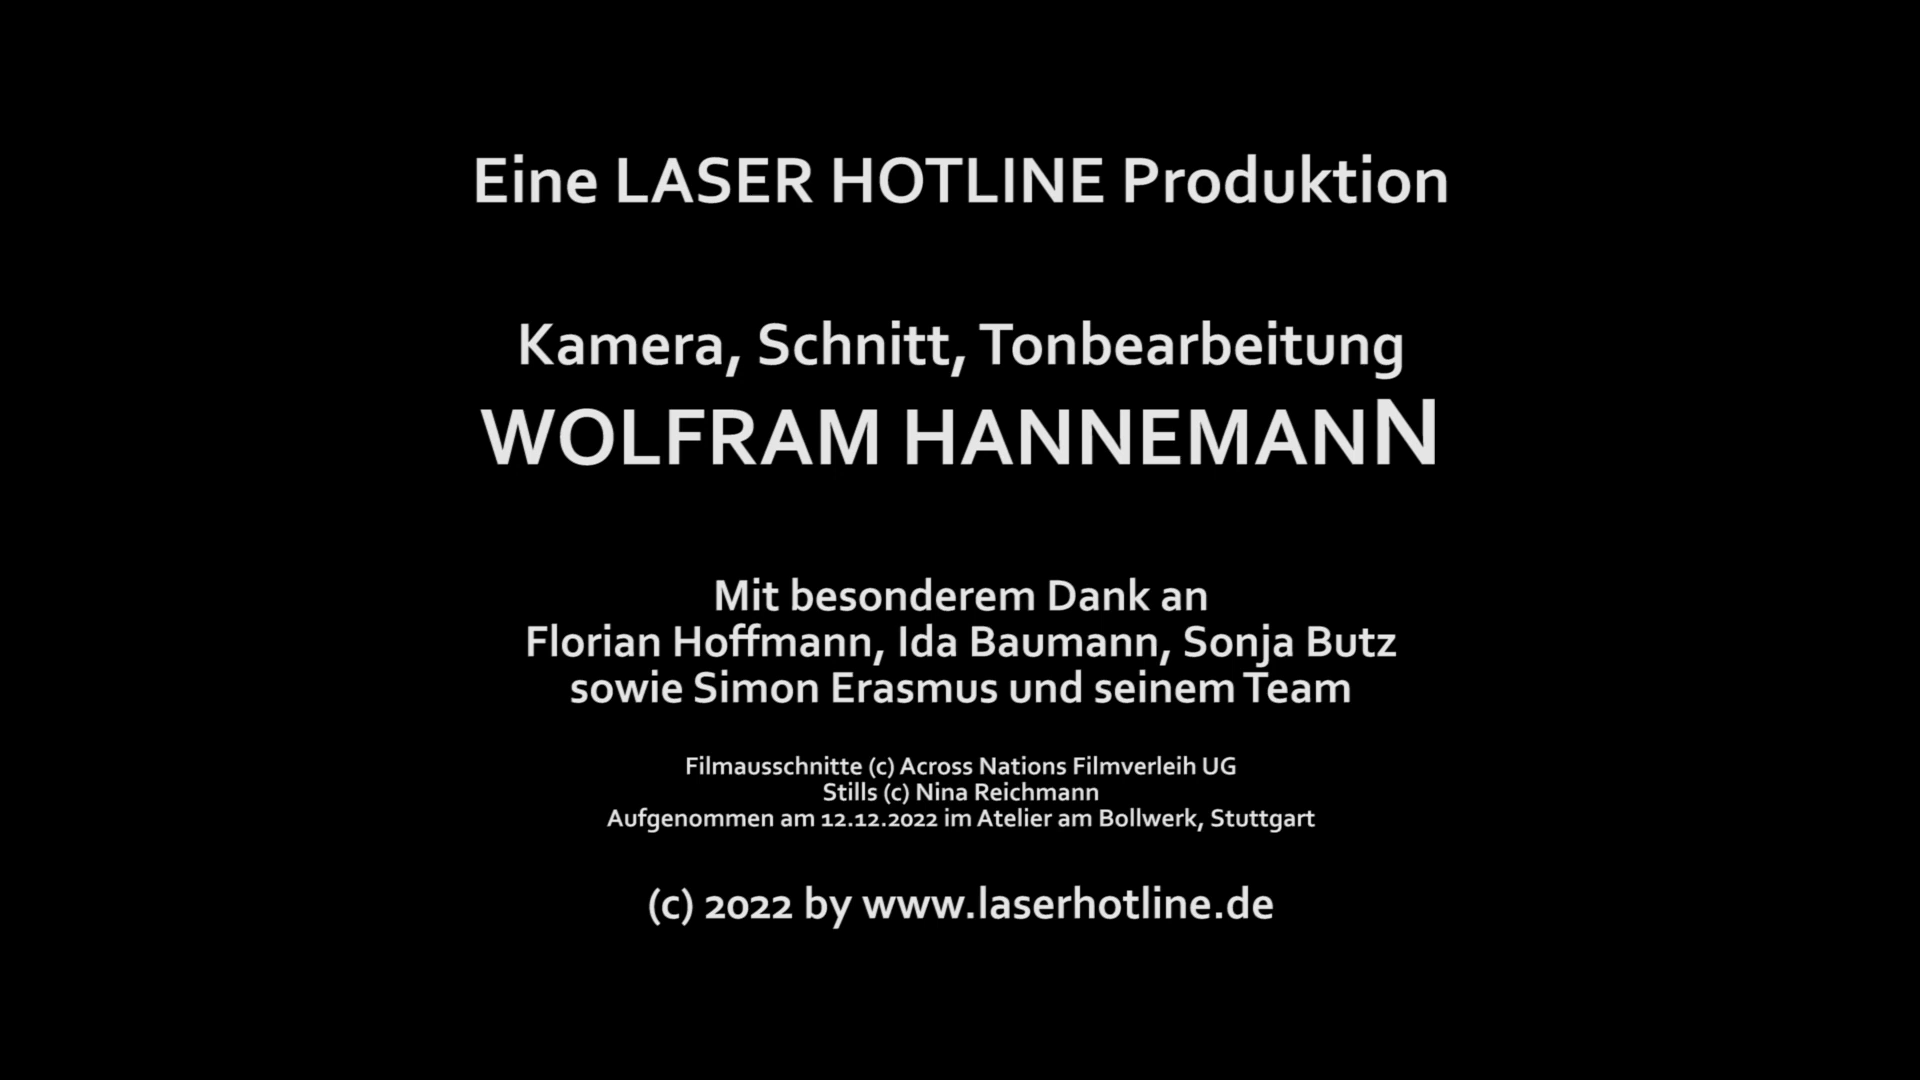 Eine LASER HOTLINE Produktion
Kamera, Schnitt, Tonbearbeitung
WOLFRAM HANNEMANN
Mit besonderem Dank an
Florian Hoffmann, Ida Baumann, Sonja Butz
sowie Simon Erasmus und seinem Team
Filmausschnitte (c) Across Nations Filmverleih UG
Stills (c) Nina Reichmann
Aufgenommen am 12.12.2022 im Atelier am Bollwerk, Stuttgart
(c) 2022 by www.laserhotline.de